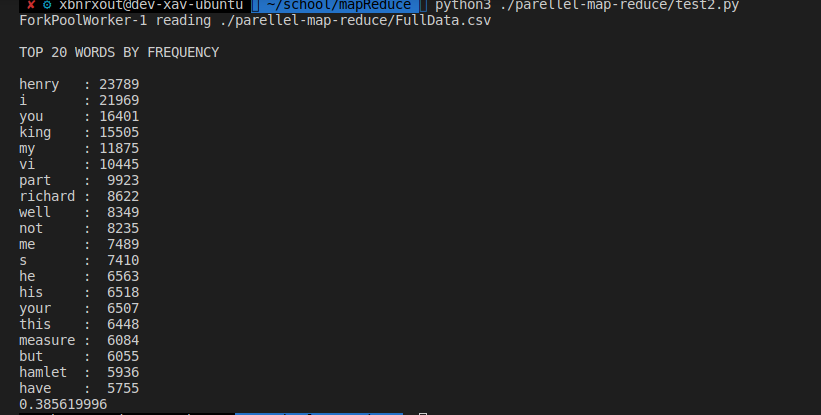 ✘ ⚙ xbnrxout@dev-xav-ubuntu ~/school/mapReduce python3 ./parellel-map-reduce/test2.py
ForkPoolWorker-1 reading ./parellel-map-reduce/FullData.csv
TOP 20 WORDS BY FREQUENCY
henry : 23789
i : 21969
you : 16401
king : 15505
my : 11875
vi : 10445
part : 9923
richard : 8622
well : 8349
not : 8235
me : 7489
s : 7410
he : 6563
his : 6518
your : 6507
this : 6448
measure : 6084
but : 6055
hamlet : 5936
have : 5755
0.385619996